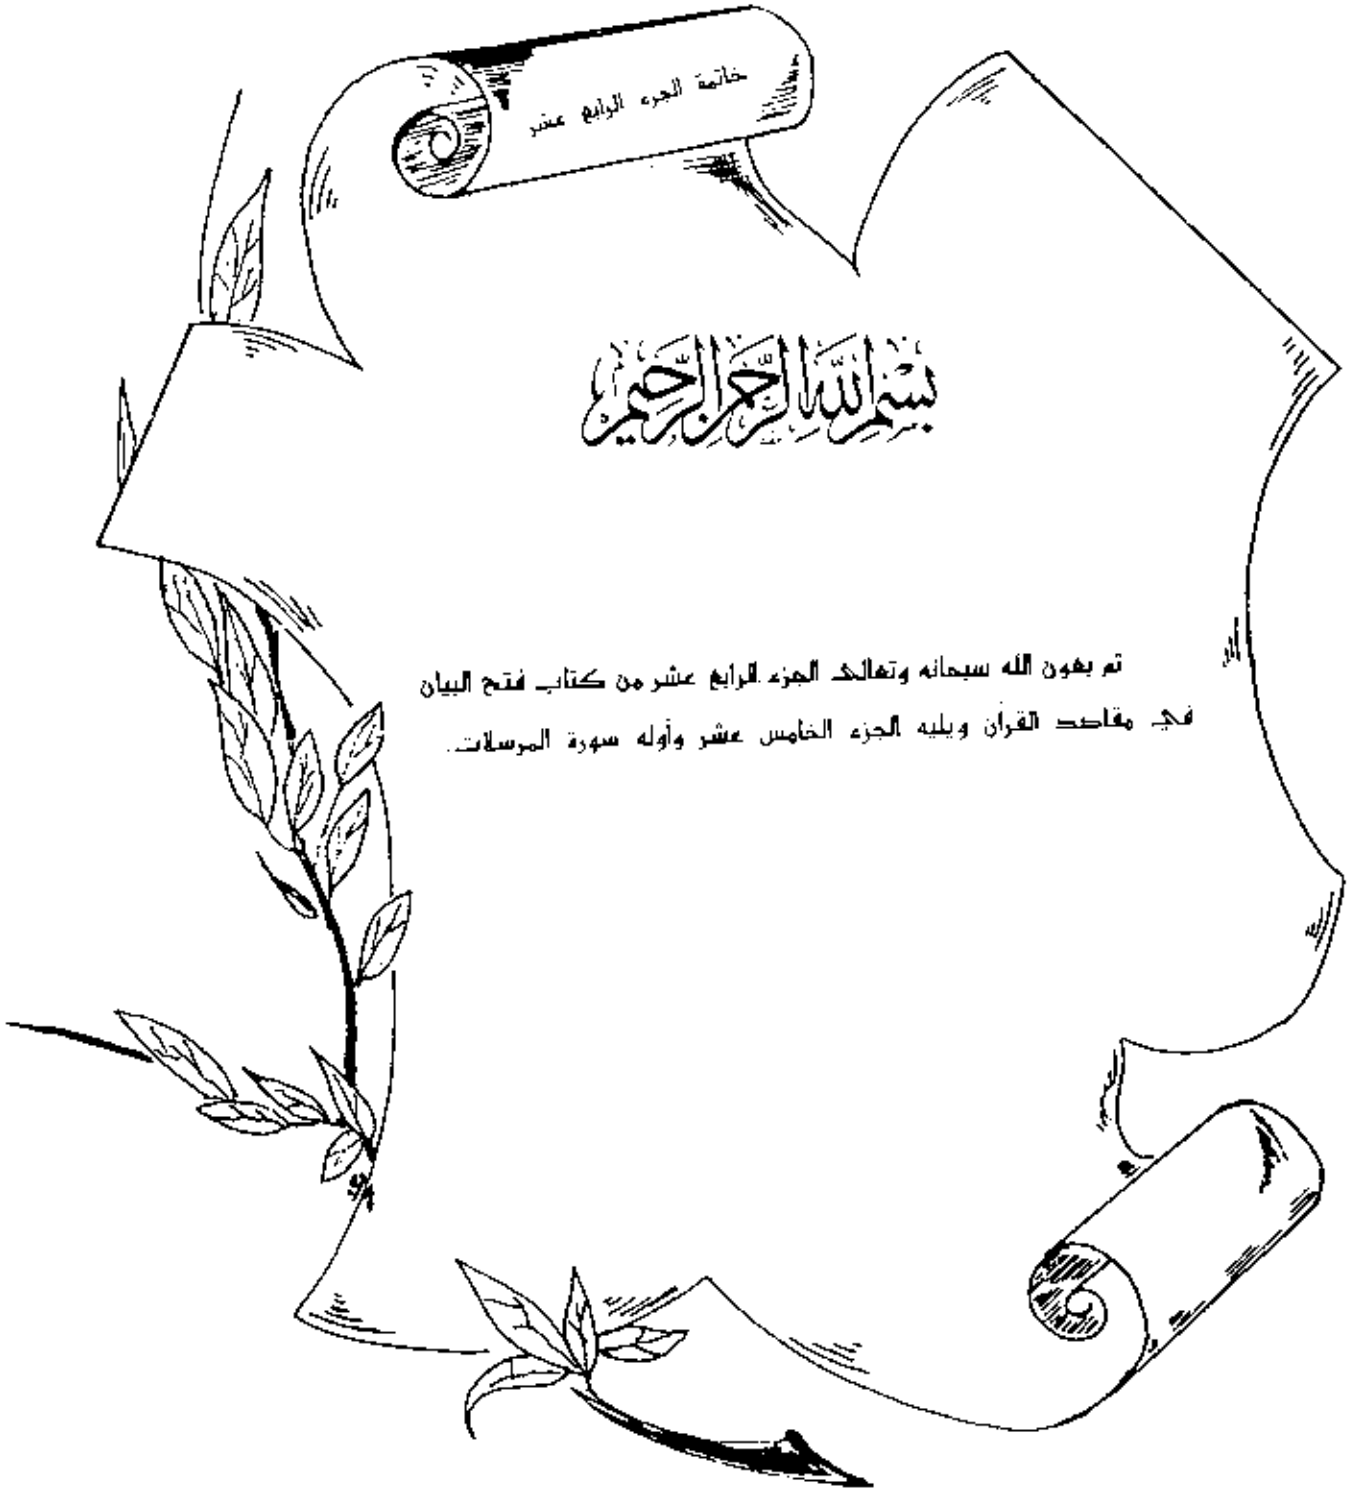 خاتمة الجزء الرابع عشر
بسم الله الرحمن الرحيم
تم بعون الله سبحانه وتعالى الجزء الرابع عشر من كتاب فتح البيان
في مقاصد القرآن ويليه الجزء الخامس عشر وأوله سورة المرسلات.